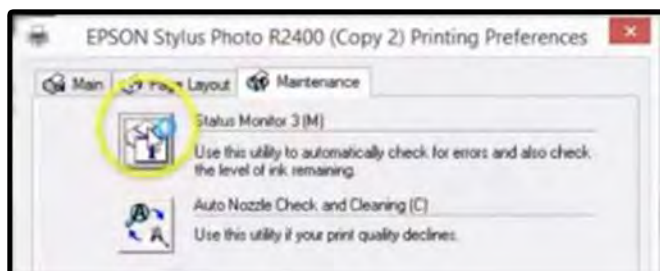 EPSON Stylus Photo R2400 (Copy 2) Printing Preferences
Main Page Layout Maintenance
Status Monitor 3 (M)
Use this utility to automatically check for errors and also check
the level of ink remaining.
Auto Nozzle Check and Cleaning (C)
Use this utility if your print quality declines.